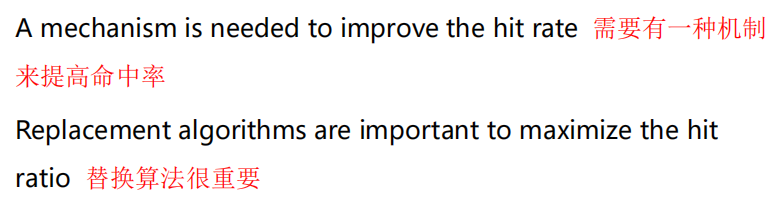 A mechanism is needed to improve the hit rate 需要有一种机制
来提高命中率
Replacement algorithms are important to maximize the hit
ratio 替换算法很重要